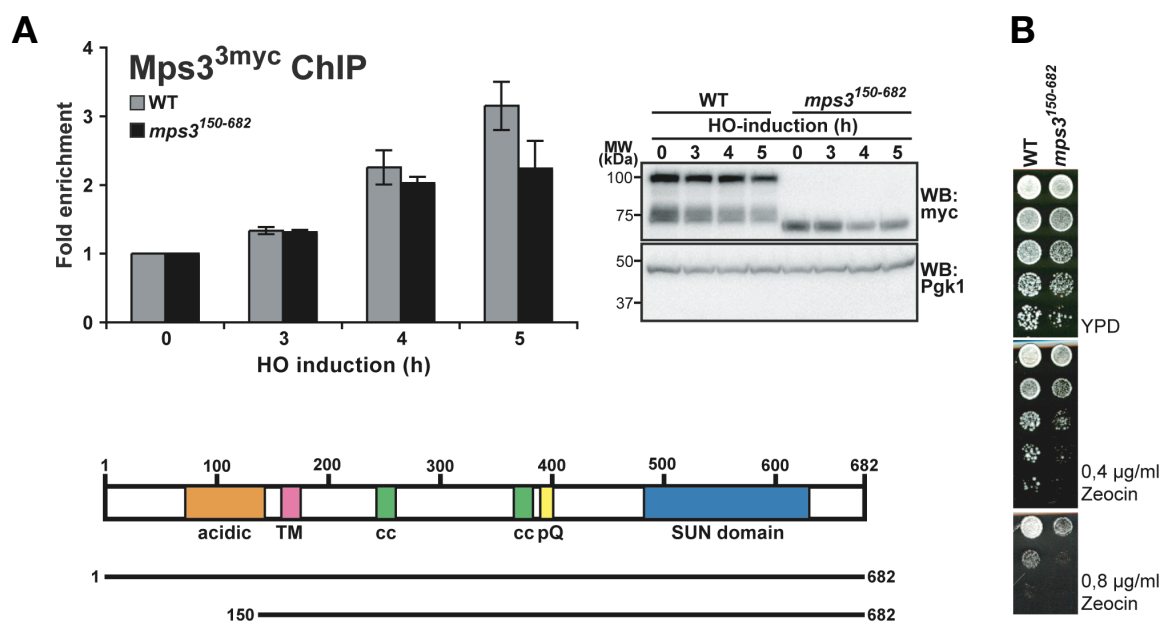 A
Mps3^3myc ChIP
WT
mps3^150-682
Fold enrichment
4
3
2
1
0
0 3 4 5
HO induction (h)
WT mps3^150-682
HO-induction (h)
MW (kDa)
0 3 4 5 0 3 4 5
100
75
WB: myc
50
37
WB: Pgk1
1 100 200 300 400 500 600 682
acidic TM cc cc pQ SUN domain
1 682
150 682
B
WT mps3^150-682
YPD
0,4 µg/ml
Zeocin
0,8 µg/ml
Zeocin